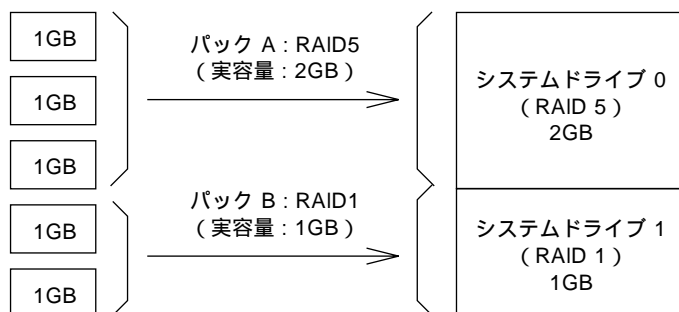 1GB
1GB
1GB
1GB
1GB
パック A : RAID5
（実容量 : 2GB）
パック B : RAID1
（実容量 : 1GB）
システムドライブ 0
（RAID 5）
2GB
システムドライブ 1
（RAID 1）
1GB